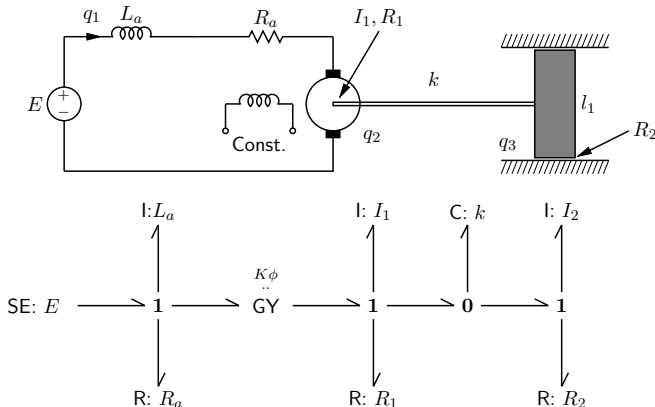 q₁ Lₐ Rₐ I₁, R₁
E + − k l₁
Const. q₂ q₃ R₂
I:Lₐ I: I₁ C: k I: I₂
Kϕ
..
SE: E 1 GY 1 0 1
R: Rₐ R: R₁ R: R₂